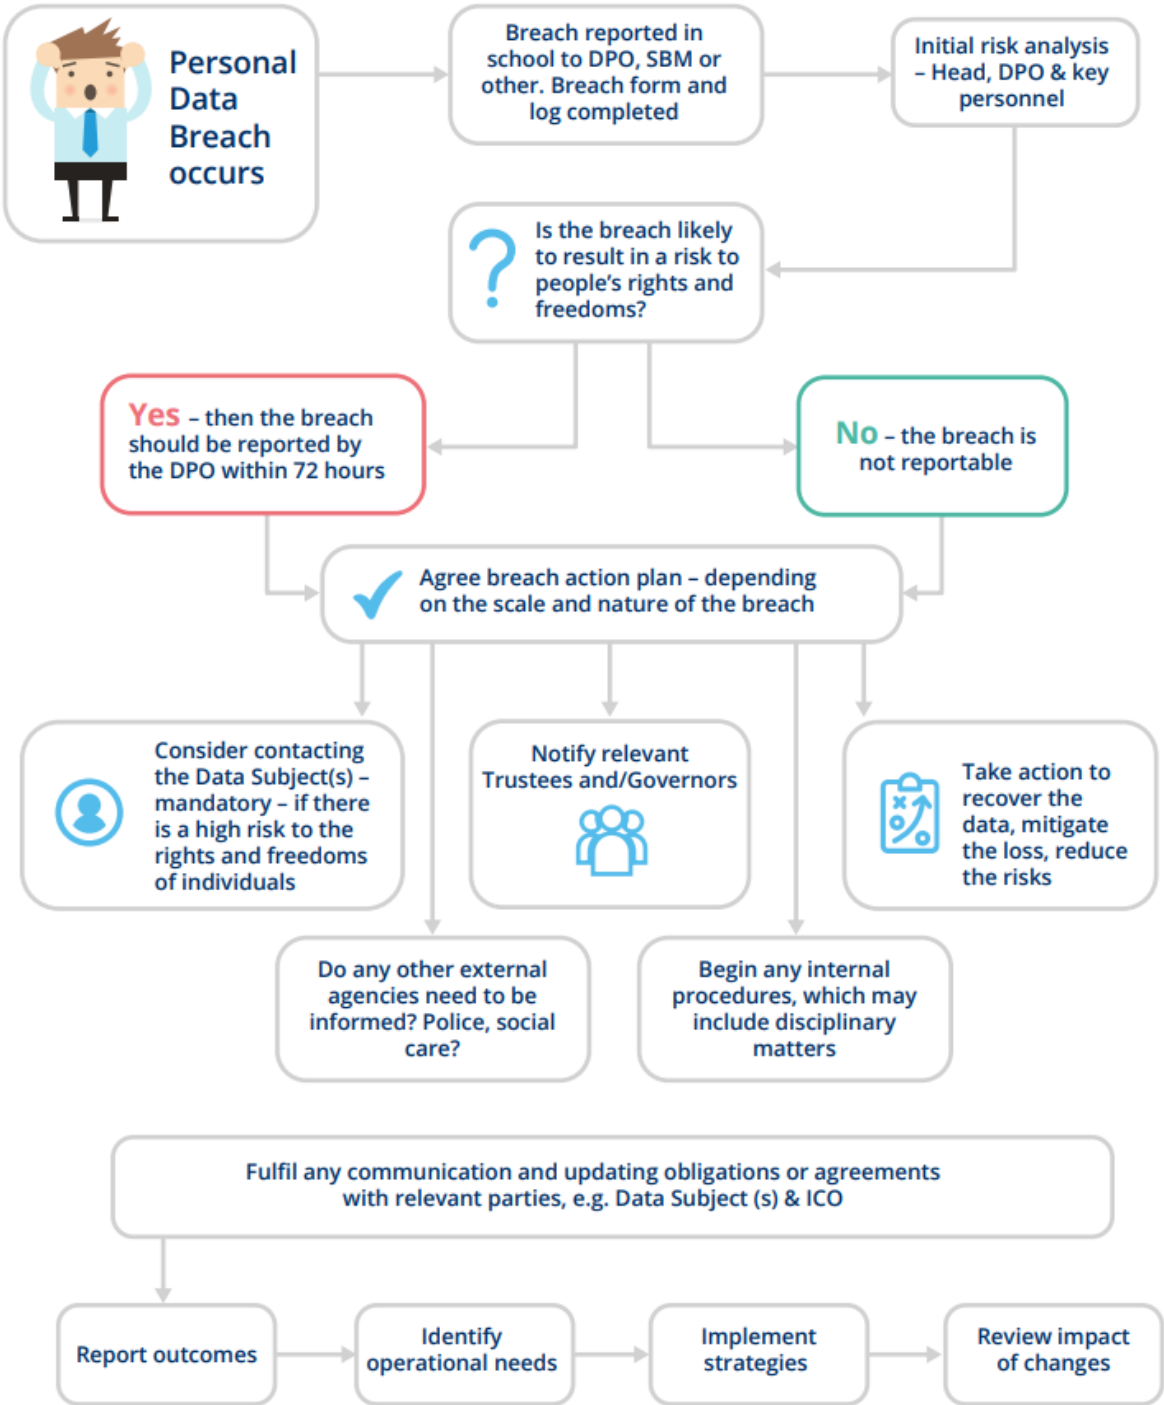 Personal
Data
Breach
occurs
Breach reported in
school to DPO, SBM or
other. Breach form and
log completed
Initial risk analysis
– Head, DPO & key
personnel
Is the breach likely
to result in a risk to
people's rights and
freedoms?
Yes – then the breach
should be reported by
the DPO within 72 hours
No – the breach is
not reportable
Agree breach action plan – depending
on the scale and nature of the breach
Consider contacting
the Data Subject(s) –
mandatory – if there
is a high risk to the
rights and freedoms
of individuals
Notify relevant
Trustees and/Governors
Take action to
recover the
data, mitigate
the loss, reduce
the risks
Do any other external
agencies need to be
informed? Police, social
care?
Begin any internal
procedures, which may
include disciplinary
matters
Fulfil any communication and updating obligations or agreements
with relevant parties, e.g. Data Subject (s) & ICO
Report outcomes
Identify
operational needs
Implement
strategies
Review impact
of changes